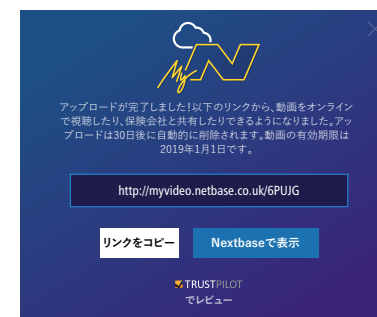 My N
アップロードが完了しました!以下のリンクから、動画をオンライン
で視聴したり、保険会社と共有したりできるようになりました。アッ
プロードは30日後に自動的に削除されます。動画の有効期限は
2019年1月1日です。
http://myvideo.netbase.co.uk/6PUJG
リンクをコピー
Nextbaseで表示
TRUSTPILOT
でレビュー